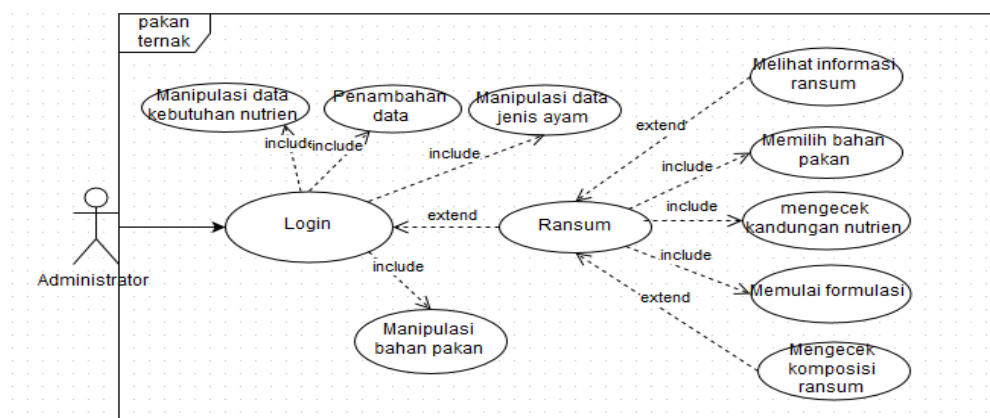 pakan
ternak
Manipulasi data
kebutuhan nutrien
Penambahan
data
Manipulasi data
jenis ayam
Melihat informasi
ransum
include
include
include
extend
Memilih bahan
pakan
include
Login
extend
Ransum
include
mengecek
kandungan nutrien
Administrator
include
include
Memulai formulasi
extend
Manipulasi
bahan pakan
Mengecek
komposisi
ransum